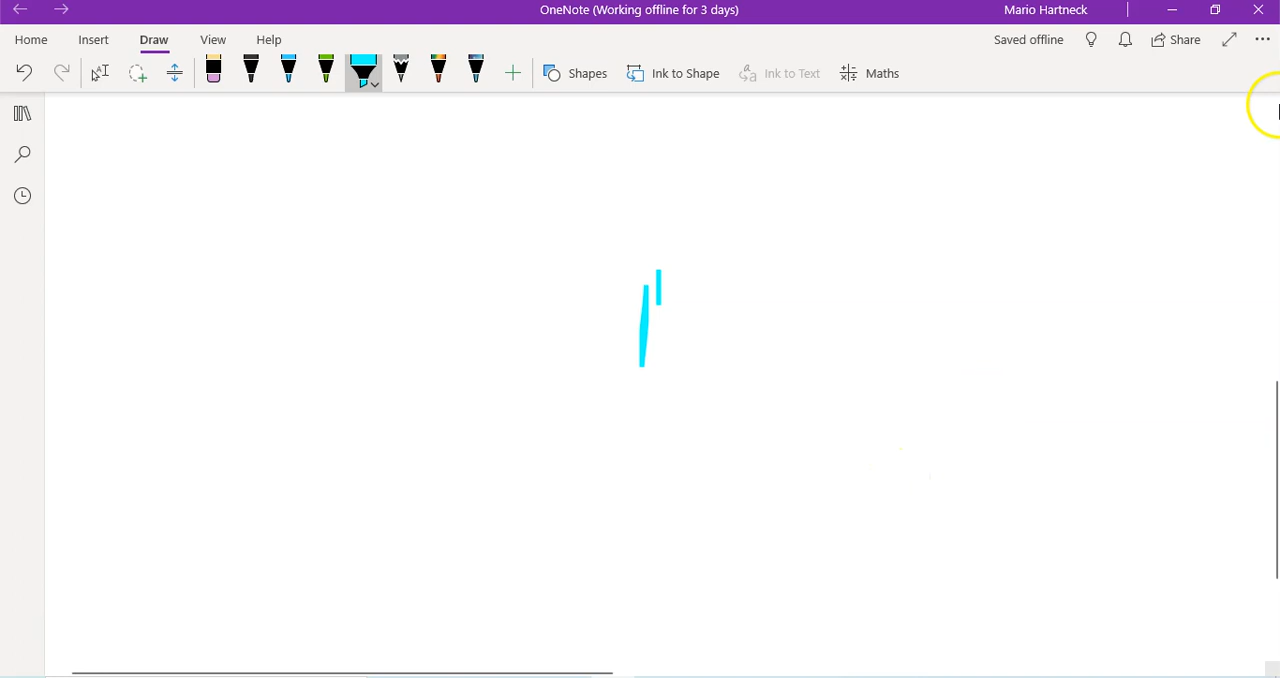 OneNote (Working offline for 3 days) Mario Hartneck
Home Insert Draw View Help Saved offline Share
Shapes Ink to Shape Ink to Text Maths